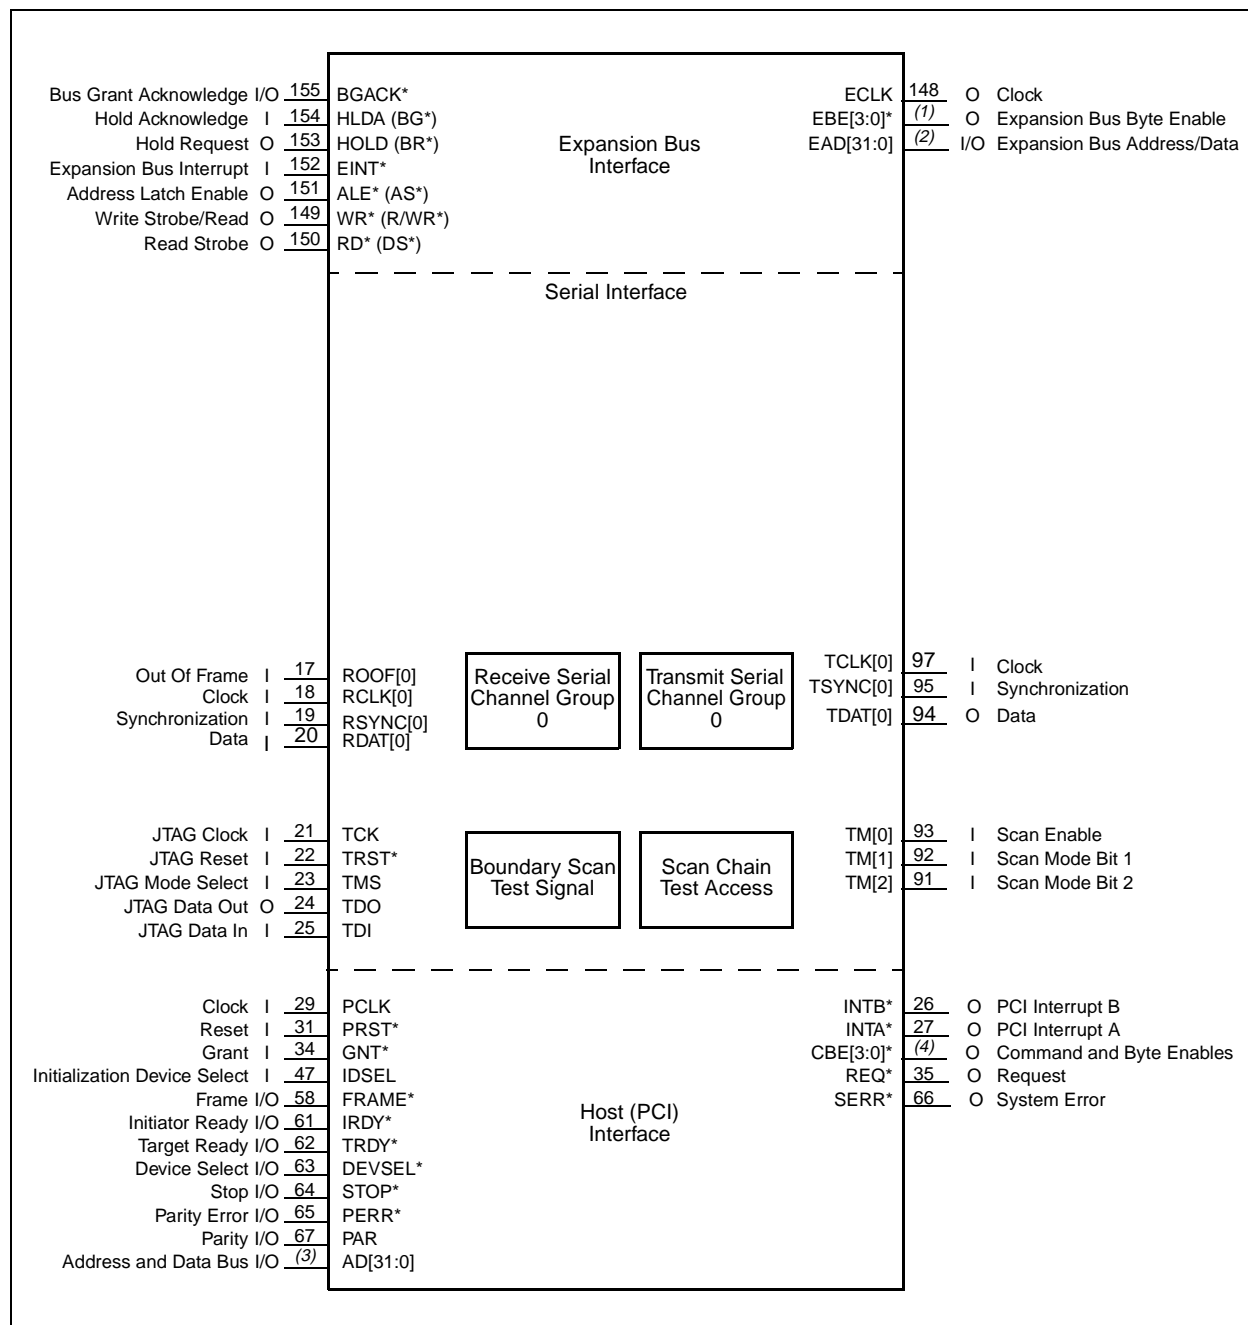 Bus Grant Acknowledge I/O 155 BGACK*
Hold Acknowledge I 154 HLDA (BG*)
Hold Request O 153 HOLD (BR*)
Expansion Bus Interrupt I 152 EINT*
Address Latch Enable O 151 ALE* (AS*)
Write Strobe/Read O 149 WR* (R/WR*)
Read Strobe O 150 RD* (DS*)
Expansion Bus
Interface
ECLK 148 O Clock
EBE[3:0]* (1) O Expansion Bus Byte Enable
EAD[31:0] (2) I/O Expansion Bus Address/Data
Serial Interface
Out Of Frame I 17 ROOF[0]
Clock I 18 RCLK[0]
Synchronization I 19 RSYNC[0]
Data I 20 RDAT[0]
Receive Serial
Channel Group
0
Transmit Serial
Channel Group
0
TCLK[0] 97 I Clock
TSYNC[0] 95 I Synchronization
TDAT[0] 94 O Data
JTAG Clock I 21 TCK
JTAG Reset I 22 TRST*
JTAG Mode Select I 23 TMS
JTAG Data Out O 24 TDO
JTAG Data In I 25 TDI
Boundary Scan
Test Signal
Scan Chain
Test Access
TM[0] 93 I Scan Enable
TM[1] 92 I Scan Mode Bit 1
TM[2] 91 I Scan Mode Bit 2
Clock I 29 PCLK
Reset I 31 PRST*
Grant I 34 GNT*
Initialization Device Select I 47 IDSEL
Frame I/O 58 FRAME*
Initiator Ready I/O 61 IRDY*
Target Ready I/O 62 TRDY*
Device Select I/O 63 DEVSEL*
Stop I/O 64 STOP*
Parity Error I/O 65 PERR*
Parity I/O 67 PAR
Address and Data Bus I/O (3) AD[31:0]
Host (PCI)
Interface
INTB* 26 O PCI Interrupt B
INTA* 27 O PCI Interrupt A
CBE[3:0]* (4) O Command and Byte Enables
REQ* 35 O Request
SERR* 66 O System Error